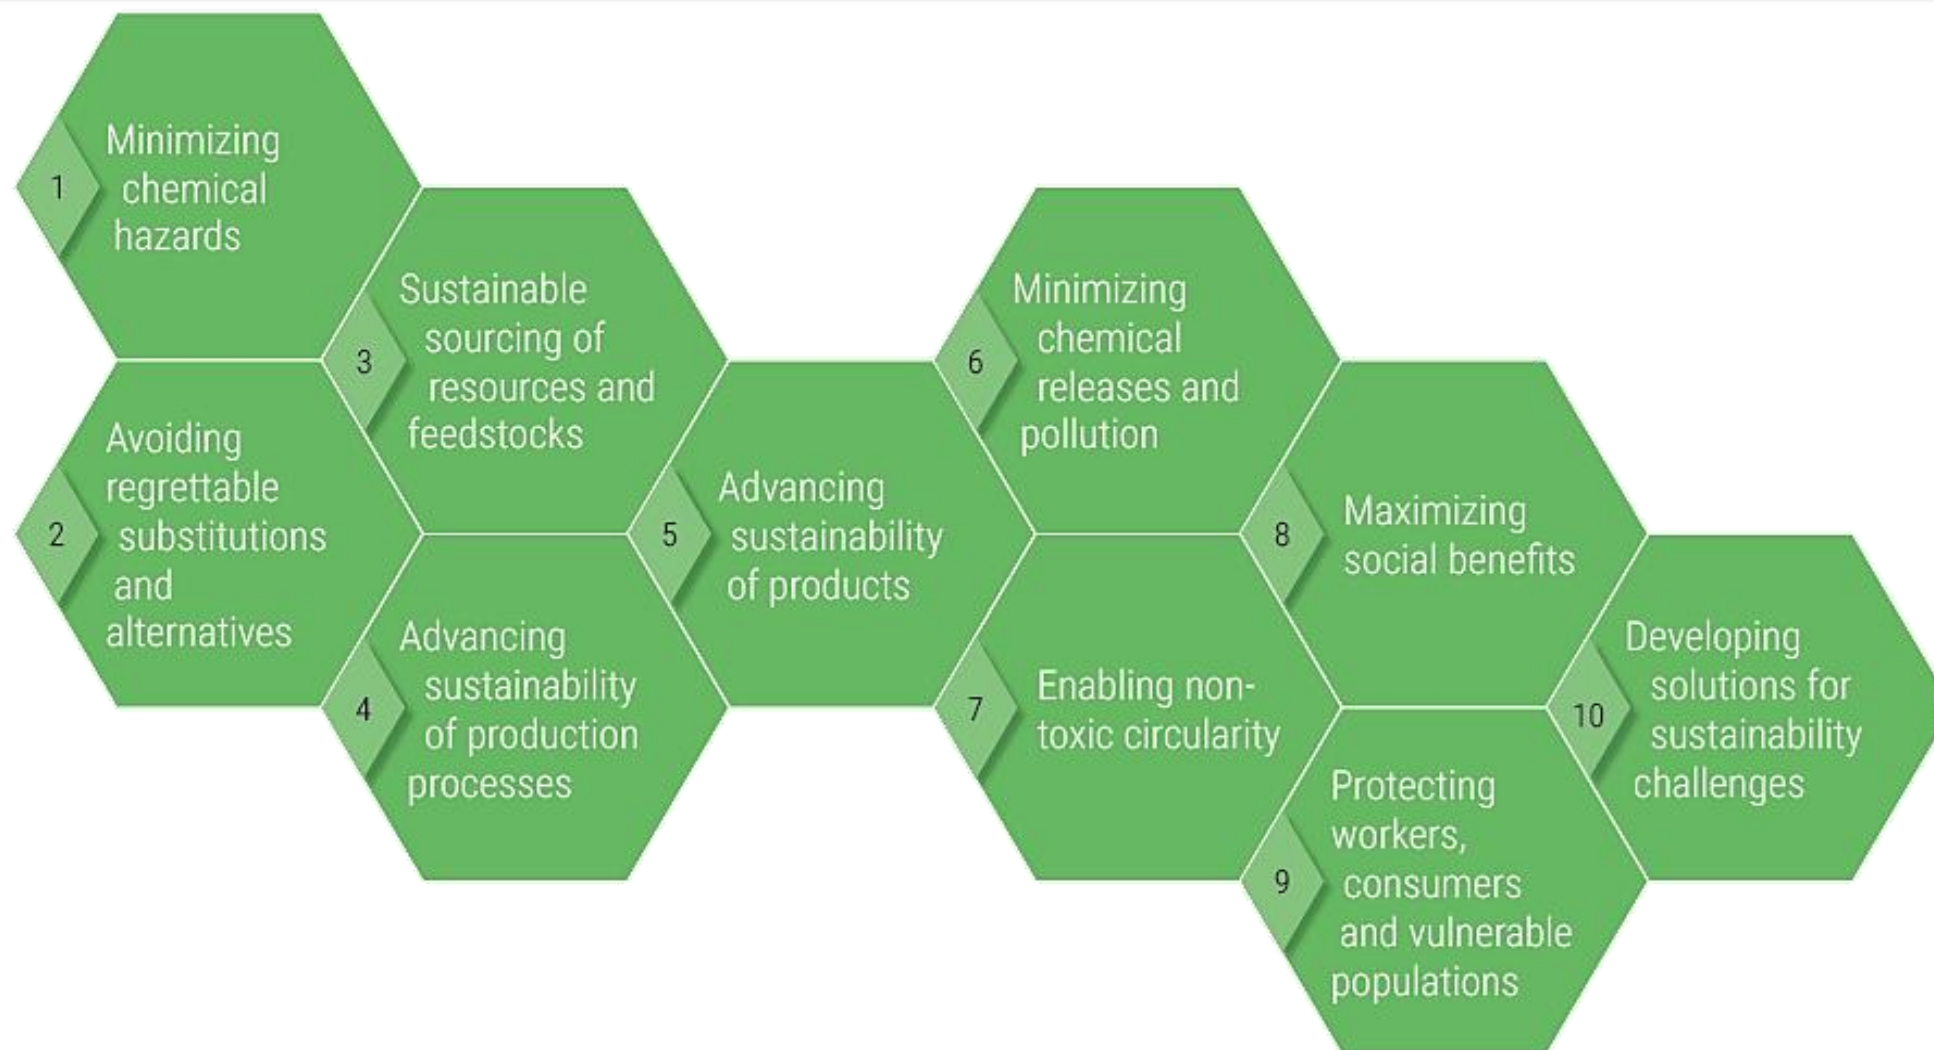 1
Minimizing
chemical
hazards
2
Avoiding
regrettable
substitutions
and
alternatives
3
Sustainable
sourcing of
resources and
feedstocks
4
Advancing
sustainability
of production
processes
5
Advancing
sustainability
of products
6
Minimizing
chemical
releases and
pollution
7
Enabling non-
toxic circularity
8
Maximizing
social benefits
9
Protecting
workers,
consumers
and vulnerable
populations
10
Developing
solutions for
sustainability
challenges